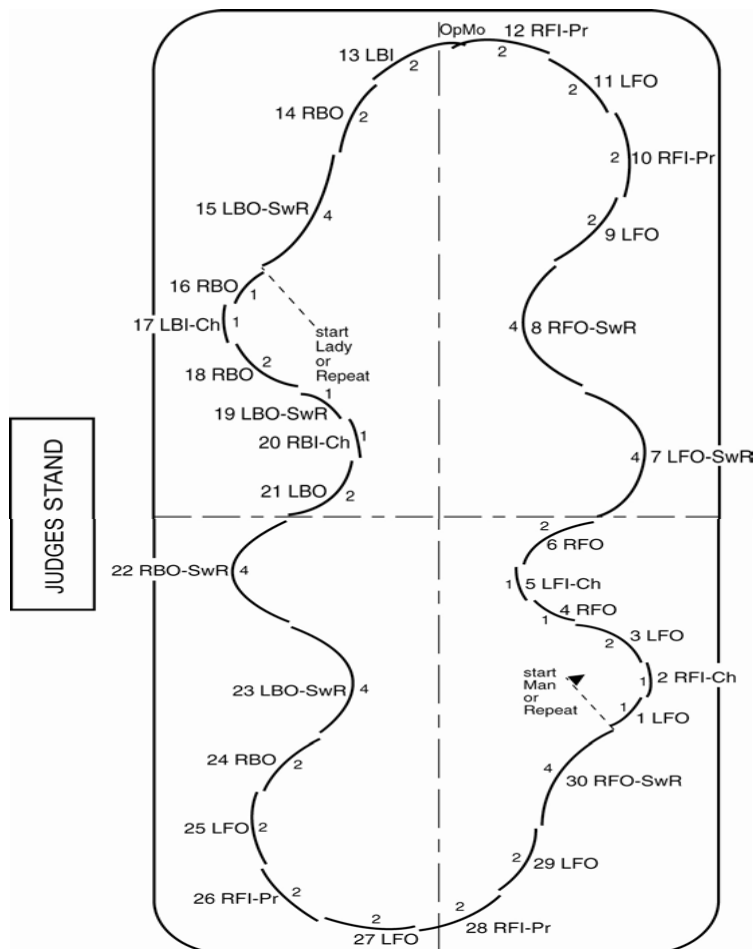 OpMo
12 RFI-Pr
2
13 LBI
2
11 LFO
2
14 RBO
2
10 RFI-Pr
2
15 LBO-SwR
4
9 LFO
2
16 RBO
1
17 LBI-Ch
1
8 RFO-SwR
4
start
Lady
or
Repeat
18 RBO
2
19 LBO-SwR
1
20 RBI-Ch
1
7 LFO-SwR
4
21 LBO
2
JUDGES STAND
6 RFO
2
22 RBO-SwR
4
5 LFI-Ch
1
4 RFO
1
3 LFO
2
start
Man
or
Repeat
2 RFI-Ch
1
1 LFO
1
23 LBO-SwR
4
24 RBO
2
30 RFO-SwR
4
25 LFO
2
29 LFO
2
26 RFI-Pr
2
27 LFO
2
28 RFI-Pr
2